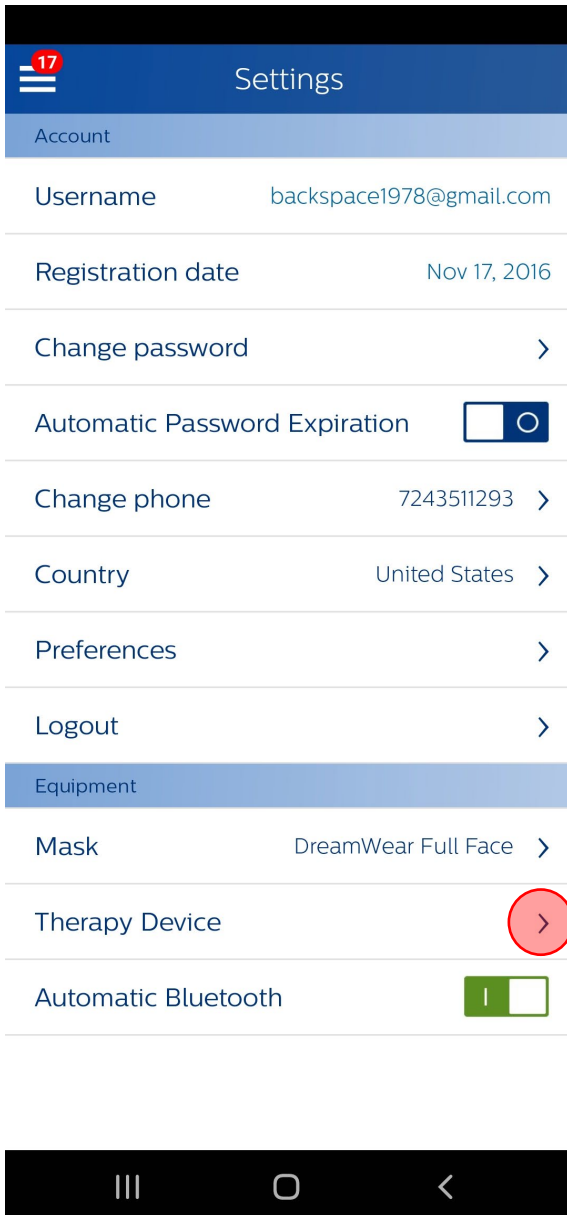 17
Settings
Account
Username backspace1978@gmail.com
Registration date Nov 17, 2016
Change password
Automatic Password Expiration
Change phone 7243511293
Country United States
Preferences
Logout
Equipment
Mask DreamWear Full Face
Therapy Device
Automatic Bluetooth